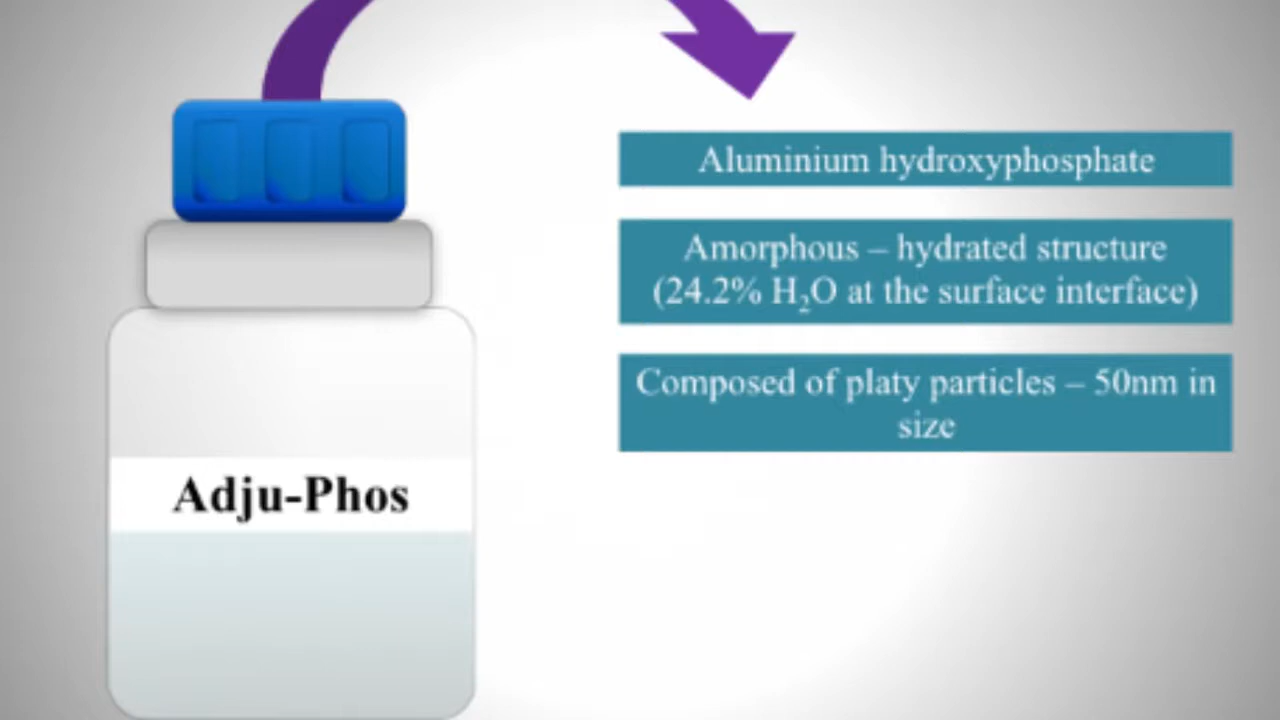 Aluminium hydroxyphosphate
Amorphous – hydrated structure
(24.2% H₂O at the surface interface)
Composed of platy particles – 50nm in
size
Adju-Phos